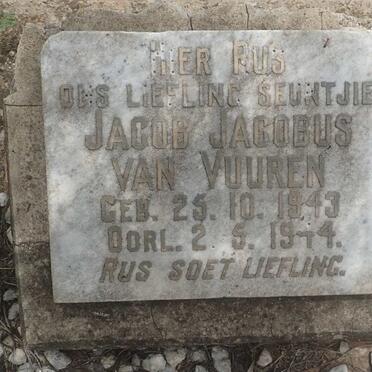 HIER RUS
ONS LIEFLING SEUNTJIE
JACOB JACOBUS
VAN VUUREN
GEB. 25. 10. 1943
OORL. 2. 5. 1944.
RUS SOET LIEFLING.